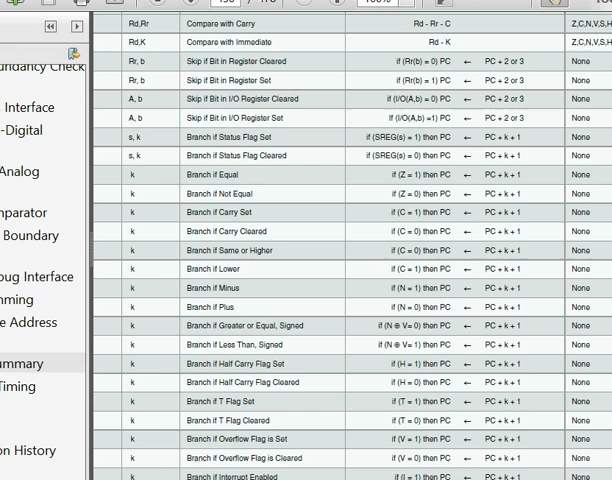 undancy Check
n Interface
-Digital
Analog
mparator
Boundary
bug Interface
mming
e Address
ummary
Timing
on History
Rd,Rr Compare with Carry Rd - Rr - C Z,C,N,V,S,H
Rd,K Compare with Immediate Rd - K Z,C,N,V,S,H
Rr, b Skip if Bit in Register Cleared if (Rr(b) = 0) PC ← PC + 2 or 3 None
Rr, b Skip if Bit in Register Set if (Rr(b) = 1) PC ← PC + 2 or 3 None
A, b Skip if Bit in I/O Register Cleared if (I/O(A,b) = 0) PC ← PC + 2 or 3 None
A, b Skip if Bit in I/O Register Set If (I/O(A,b) =1) PC ← PC + 2 or 3 None
s, k Branch if Status Flag Set if (SREG(s) = 1) then PC ← PC + k + 1 None
s, k Branch if Status Flag Cleared if (SREG(s) = 0) then PC ← PC + k + 1 None
k Branch if Equal if (Z = 1) then PC ← PC + k + 1 None
k Branch if Not Equal if (Z = 0) then PC ← PC + k + 1 None
k Branch if Carry Set if (C = 1) then PC ← PC + k + 1 None
k Branch if Carry Cleared if (C = 0) then PC ← PC + k + 1 None
k Branch if Same or Higher if (C = 0) then PC ← PC + k + 1 None
k Branch if Lower if (C = 1) then PC ← PC + k + 1 None
k Branch if Minus if (N = 1) then PC ← PC + k + 1 None
k Branch if Plus if (N = 0) then PC ← PC + k + 1 None
k Branch if Greater or Equal, Signed if (N ⊕ V= 0) then PC ← PC + k + 1 None
k Branch if Less Than, Signed if (N ⊕ V= 1) then PC ← PC + k + 1 None
k Branch if Half Carry Flag Set if (H = 1) then PC ← PC + k + 1 None
k Branch if Half Carry Flag Cleared if (H = 0) then PC ← PC + k + 1 None
k Branch if T Flag Set if (T = 1) then PC ← PC + k + 1 None
k Branch if T Flag Cleared if (T = 0) then PC ← PC + k + 1 None
k Branch if Overflow Flag is Set if (V = 1) then PC ← PC + k + 1 None
k Branch if Overflow Flag is Cleared if (V = 0) then PC ← PC + k + 1 None
k Branch if Interrupt Enabled if (I = 1) then PC ← PC + k + 1 None